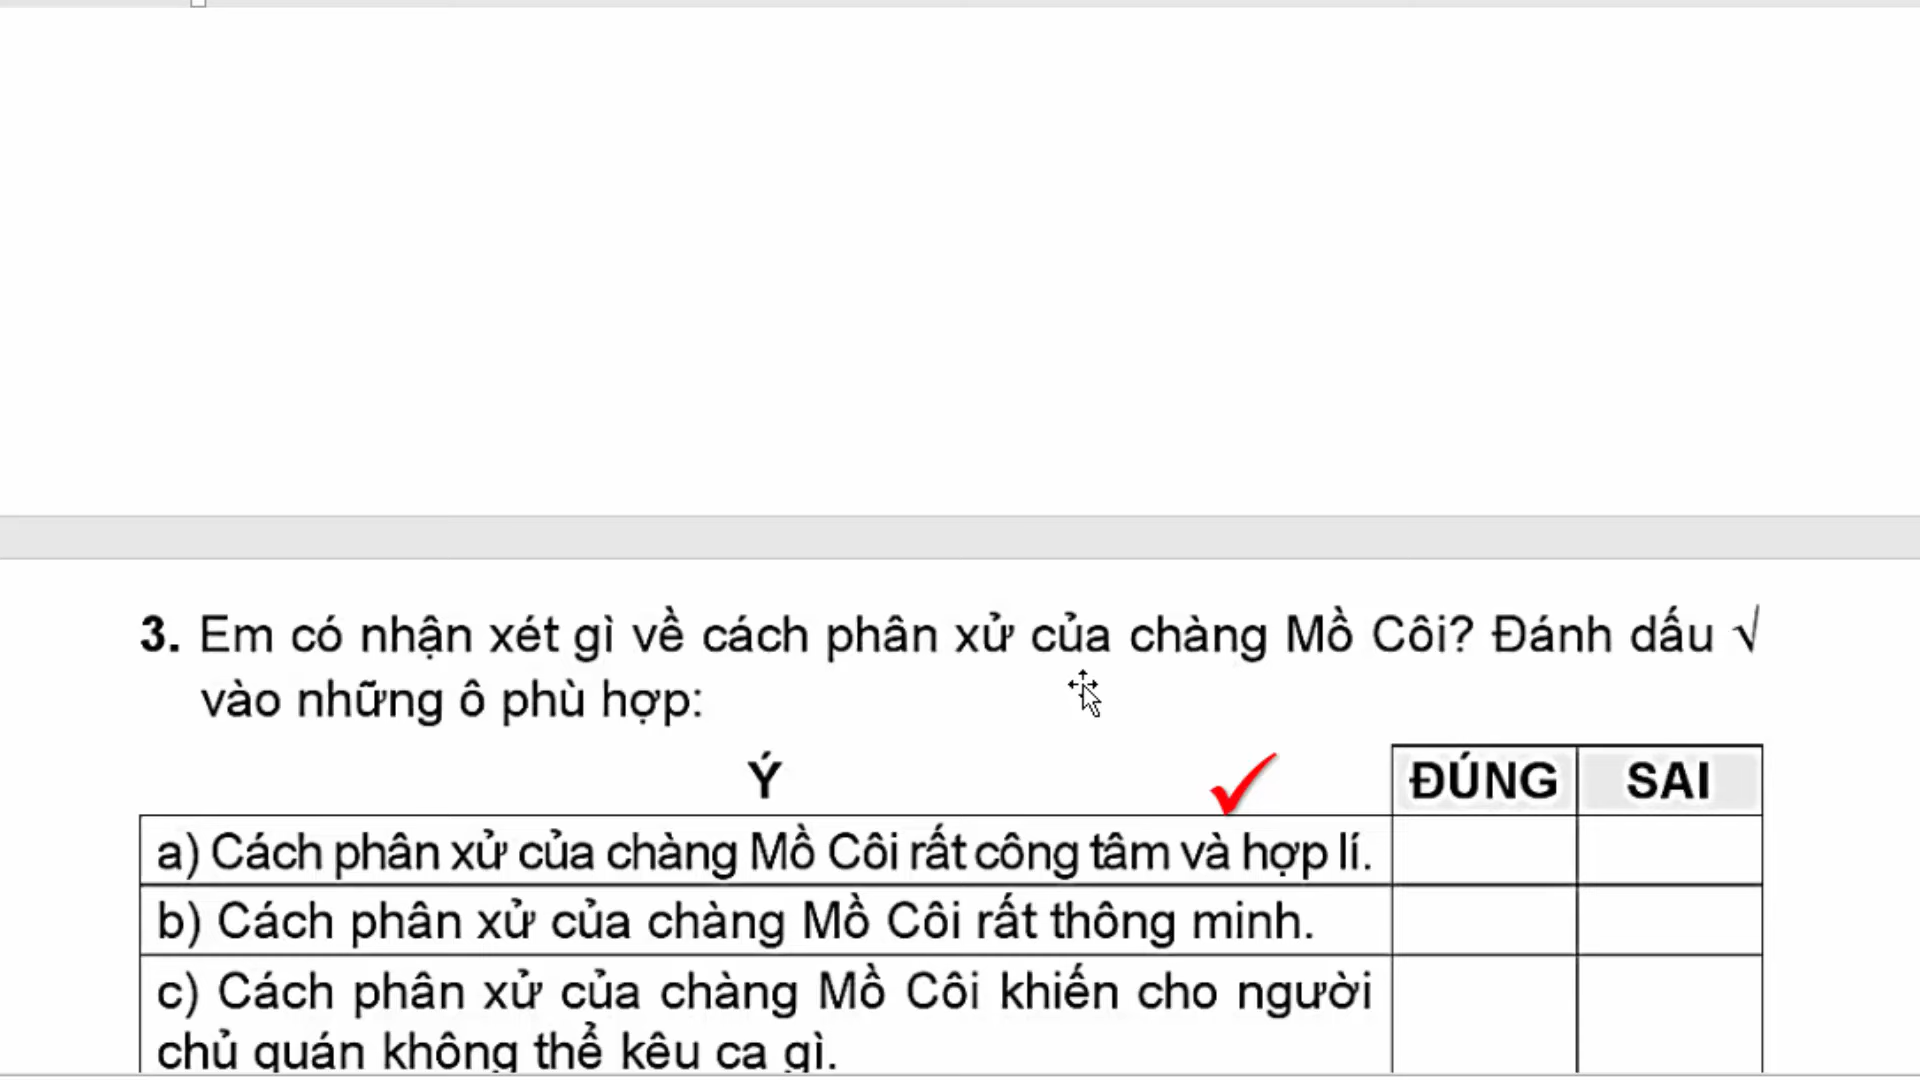 3. Em có nhận xét gì về cách phân xử của chàng Mồ Côi? Đánh dấu √
vào những ô phù hợp:
Ý ĐÚNG SAI
a) Cách phân xử của chàng Mồ Côi rất công tâm và hợp lí.
b) Cách phân xử của chàng Mồ Côi rất thông minh.
c) Cách phân xử của chàng Mồ Côi khiến cho người
chủ quán không thể kêu ca gì.